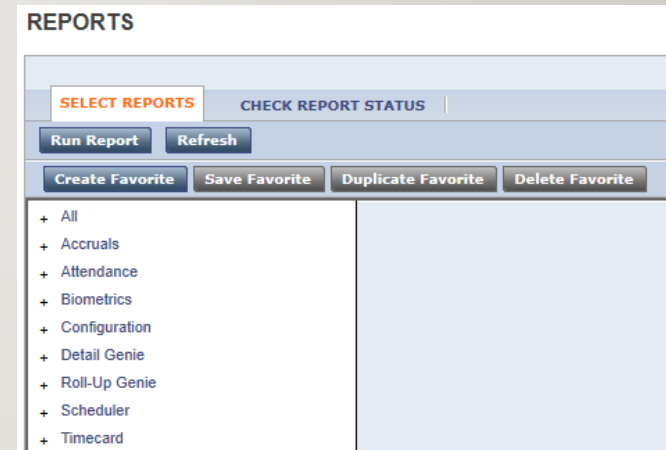 REPORTS
SELECT REPORTS CHECK REPORT STATUS
Run Report Refresh
Create Favorite Save Favorite Duplicate Favorite Delete Favorite
+ All
+ Accruals
+ Attendance
+ Biometrics
+ Configuration
+ Detail Genie
+ Roll-Up Genie
+ Scheduler
+ Timecard